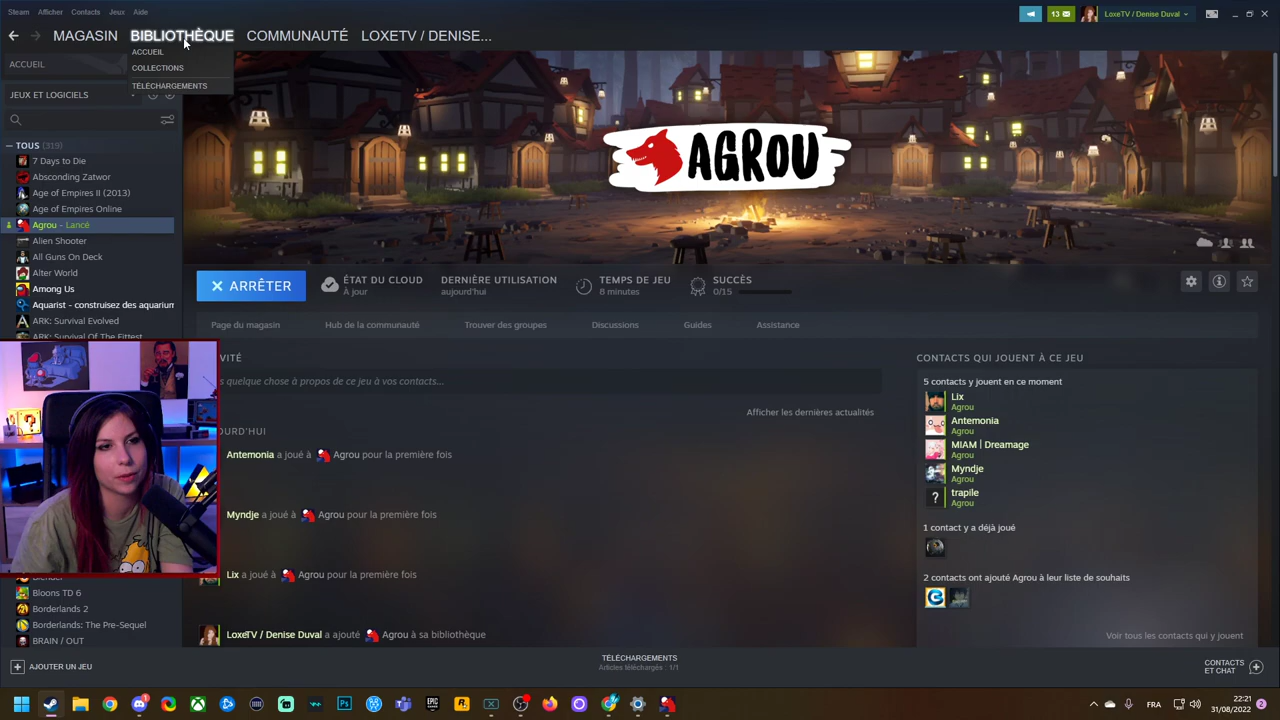 Steam Afficher Contacts Jeux Aide
13 LoxeTV / Denise Duval
MAGASIN BIBLIOTHÈQUE COMMUNAUTÉ LOXETV / DENISE...
ACCUEIL
COLLECTIONS
TÉLÉCHARGEMENTS
ACCUEIL
JEUX ET LOGICIELS
TOUS (319)
7 Days to Die
Absconding Zatwor
Age of Empires II (2013)
Age of Empires Online
Agrou - Lancé
Alien Shooter
All Guns On Deck
Alter World
Among Us
Aquarist - construisez des aquarium
ARK: Survival Evolved
ARK: Survival Of The Fittest
Bloons TD 6
Borderlands 2
Borderlands: The Pre-Sequel
BRAIN / OUT
AGROU
ARRÊTER
ÉTAT DU CLOUD
À jour
DERNIÈRE UTILISATION
aujourd'hui
TEMPS DE JEU
8 minutes
SUCCÈS
0/15
Page du magasin Hub de la communauté Trouver des groupes Discussions Guides Assistance
VITÉ
s quelque chose à propos de ce jeu à vos contacts...
Afficher les dernières actualités
OURD'HUI
Antemonia a joué à Agrou pour la première fois
Myndje a joué à Agrou pour la première fois
Lix a joué à Agrou pour la première fois
LoxeTV / Denise Duval a ajouté Agrou à sa bibliothèque
CONTACTS QUI JOUENT À CE JEU
5 contacts y jouent en ce moment
Lix
Agrou
Antemonia
Agrou
MIAM | Dreamage
Agrou
Myndje
Agrou
? trapile
Agrou
1 contact y a déjà joué
2 contacts ont ajouté Agrou à leur liste de souhaits
Voir tous les contacts qui y jouent
AJOUTER UN JEU
TÉLÉCHARGEMENTS
Articles téléchargés : 1/1
CONTACTS
ET CHAT
FRA
22:21
31/08/2022
2